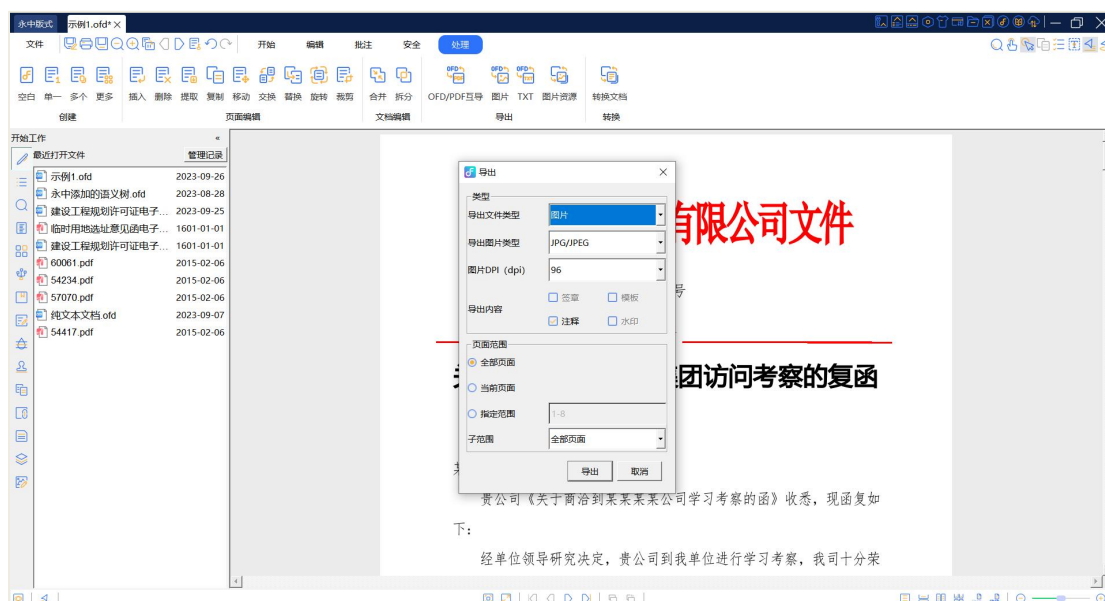 永中版式 示例1.ofd* ×
文件 开始 编辑 批注 安全 处理
空白 单一 多个 更多 插入 删除 提取 复制 移动 交换 替换 旋转 裁剪 合并 拆分 OFD/PDF互导 图片 TXT 图片资源 转换文档
创建 页面编辑 文档编辑 导出 转换
开始工作
最近打开文件 管理记录
示例1.ofd 2023-09-26
永中添加的语义树.ofd 2023-08-28
建设工程规划许可证电子... 2023-09-25
临时用地选址意见函电子... 1601-01-01
建设工程规划许可证电子... 1601-01-01
60061.pdf 2015-02-06
54234.pdf 2015-02-06
57070.pdf 2015-02-06
纯文本文档.ofd 2023-09-07
54417.pdf 2015-02-06
导出
类型
导出文件类型 图片
导出图片类型 JPG/JPEG
图片DPI (dpi) 96
导出内容 签章 模板
注释 水印
页面范围
全部页面
当前页面
指定范围 1-8
子范围 全部页面
导出 取消
有限公司文件
号
团访问考察的复函
贵公司《关于商洽到某某某某公司学习考察的函》收悉，现函复如
下：
经单位领导研究决定，贵公司到我单位进行学习考察，我司十分荣